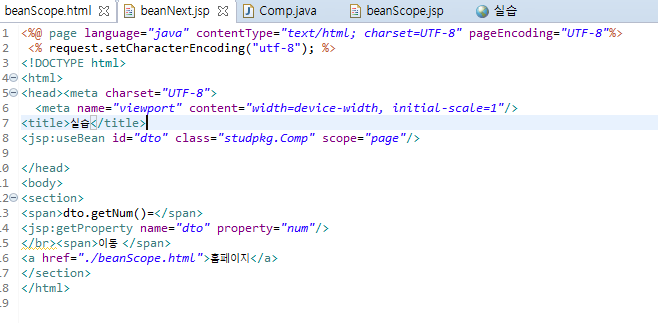 beanScope.html beanNext.jsp Comp.java beanScope.jsp 실습
1 <%@ page language="java" contentType="text/html; charset=UTF-8" pageEncoding="UTF-8"%>
2 <% request.setCharacterEncoding("utf-8"); %>
3 <!DOCTYPE html>
4 <html>
5 <head><meta charset="UTF-8">
6 <meta name="viewport" content="width=device-width, initial-scale=1"/>
7 <title>실습</title>
8 <jsp:useBean id="dto" class="studpkg.Comp" scope="page"/>
9
10 </head>
11 <body>
12 <section>
13 <span>dto.getNum()=</span>
14 <jsp:getProperty name="dto" property="num"/>
15 </br><span>이동 </span>
16 <a href="./beanScope.html">홈페이지</a>
17 </section>
18 </html>
19